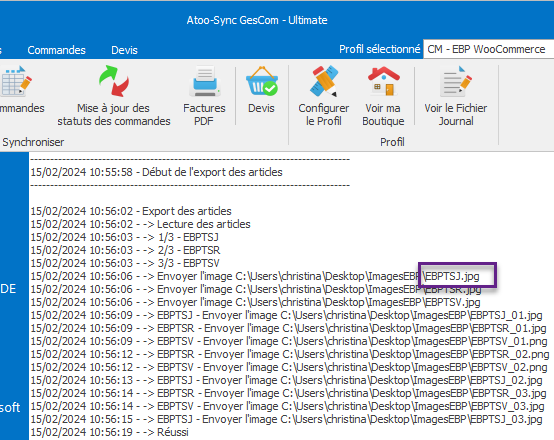 Atoo-Sync GesCom - Ultimate
s Commandes Devis Profil sélectionné CM - EBP WooCommerce
mmandes Mise à jour des statuts des commandes Factures PDF Devis Configurer le Profil Voir ma Boutique Voir le Fichier Journal
Synchroniser Profil
15/02/2024 10:55:58 - Début de l'export des articles
15/02/2024 10:56:02 - Export des articles
15/02/2024 10:56:02 - --> Lecture des articles
15/02/2024 10:56:03 - --> 1/3 - EBPTSJ
15/02/2024 10:56:03 - --> 2/3 - EBPTSR
15/02/2024 10:56:03 - --> 3/3 - EBPTSV
15/02/2024 10:56:06 - --> Envoyer l'image C:\Users\christina\Desktop\ImagesEBP\EBPTSJ.jpg
15/02/2024 10:56:06 - --> Envoyer l'image C:\Users\christina\Desktop\ImagesEBP\EBPTSR.jpg
15/02/2024 10:56:06 - --> Envoyer l'image C:\Users\christina\Desktop\ImagesEBP\EBPTSV.jpg
15/02/2024 10:56:09 - --> EBPTSJ - Envoyer l'image C:\Users\christina\Desktop\ImagesEBP\EBPTSJ_01.jpg
15/02/2024 10:56:09 - --> EBPTSR - Envoyer l'image C:\Users\christina\Desktop\ImagesEBP\EBPTSR_01.jpg
15/02/2024 10:56:09 - --> EBPTSV - Envoyer l'image C:\Users\christina\Desktop\ImagesEBP\EBPTSV_01.png
15/02/2024 10:56:12 - --> EBPTSR - Envoyer l'image C:\Users\christina\Desktop\ImagesEBP\EBPTSR_02.png
15/02/2024 10:56:12 - --> EBPTSV - Envoyer l'image C:\Users\christina\Desktop\ImagesEBP\EBPTSV_02.png
15/02/2024 10:56:13 - --> EBPTSJ - Envoyer l'image C:\Users\christina\Desktop\ImagesEBP\EBPTSJ_02.jpg
15/02/2024 10:56:14 - --> EBPTSR - Envoyer l'image C:\Users\christina\Desktop\ImagesEBP\EBPTSR_03.jpg
15/02/2024 10:56:14 - --> EBPTSV - Envoyer l'image C:\Users\christina\Desktop\ImagesEBP\EBPTSV_03.jpg
15/02/2024 10:56:15 - --> EBPTSJ - Envoyer l'image C:\Users\christina\Desktop\ImagesEBP\EBPTSJ_03.jpg
15/02/2024 10:56:19 - --> Réussi
DE
soft